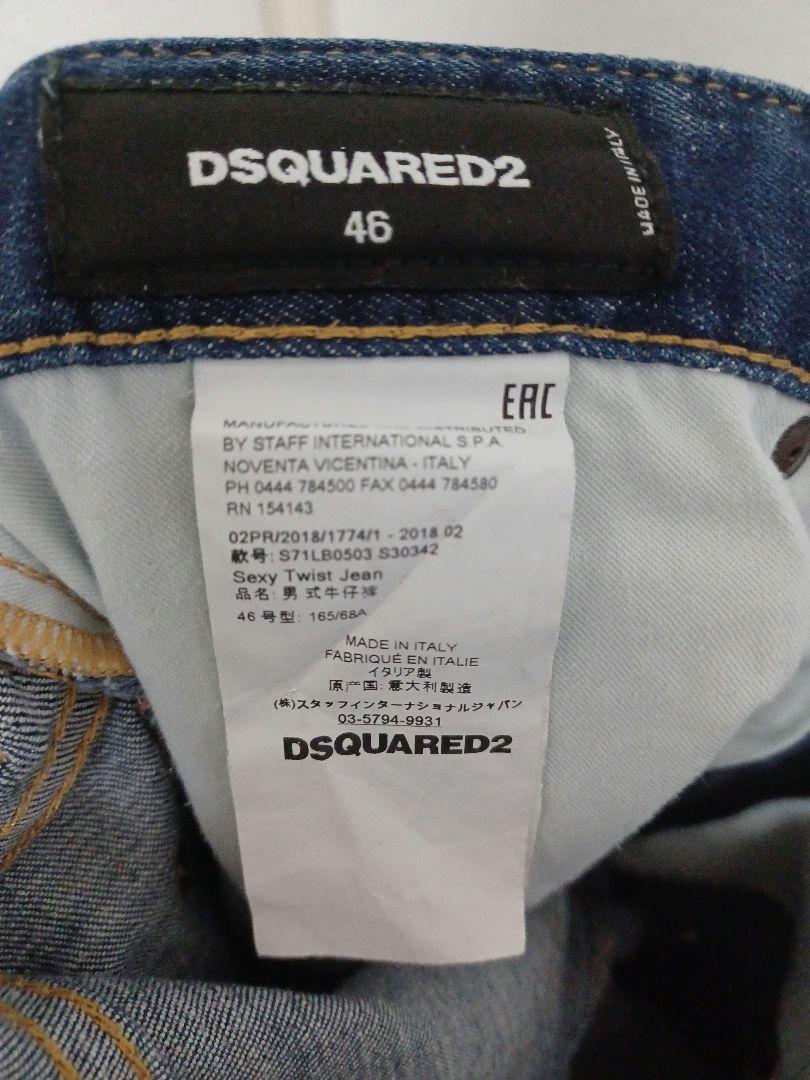 DSQUARED2
46
MADE IN ITALY
EAC
MANUFACTURED AND DISTRIBUTED
BY STAFF INTERNATIONAL S.P.A.
NOVENTA VICENTINA - ITALY
PH 0444 784500 FAX 0444 784580
RN 154143
02PR/2018/1774/1 - 2018 02
款号: S71LB0503 S30342
Sexy Twist Jean
品名: 男 式牛仔裤
46 号型: 165/68A
MADE IN ITALY
FABRIQUÉ EN ITALIE
イタリア製
原产国: 意大利製造
(株)スタッフインターナショナルジャパン
03-5794-9931
DSQUARED2